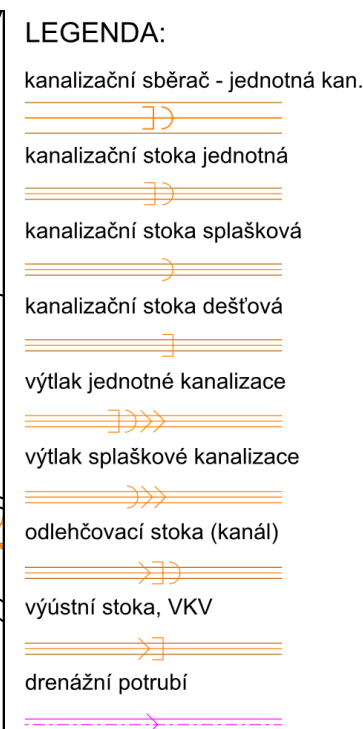 LEGENDA:
kanalizační sběrač - jednotná kan.
kanalizační stoka jednotná
kanalizační stoka splašková
kanalizační stoka dešťová
výtlak jednotné kanalizace
výtlak splaškové kanalizace
odlehčovací stoka (kanál)
výústní stoka, VKV
drenážní potrubí